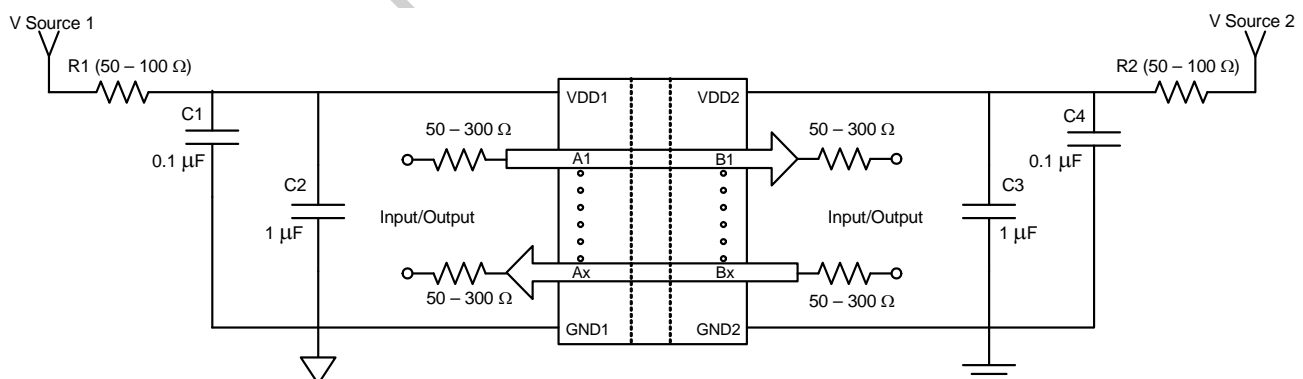 V Source 1
V Source 2
R1 (50 – 100 Ω)
R2 (50 – 100 Ω)
VDD1
VDD2
C1
C4
50 – 300 Ω
50 – 300 Ω
0.1 μF
A1
B1
0.1 μF
C2
C3
Input/Output
Input/Output
1 μF
1 μF
Ax
Bx
50 – 300 Ω
50 – 300 Ω
GND1
GND2